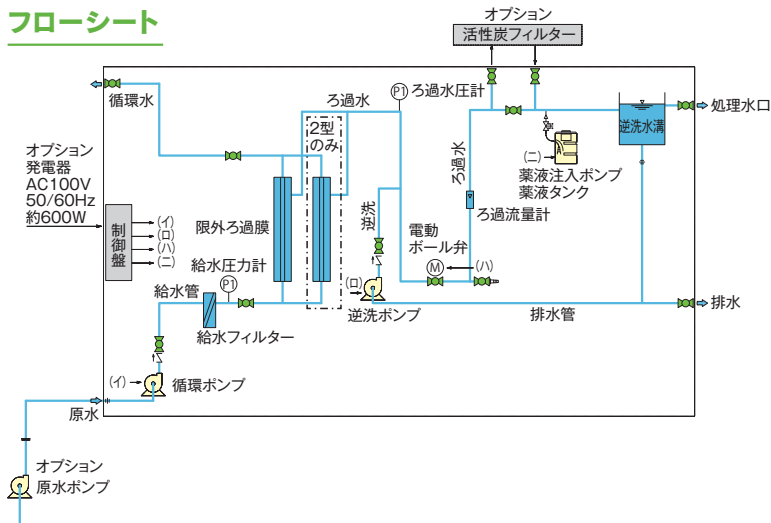 フローシート
オプション
活性炭フィルター
循環水
ろ過水
P1
ろ過水圧計
2型
のみ
処理水口
逆洗水溝
オプション
発電器
AC100V
50/60Hz
約600W
制御盤
(イ)
(ロ)
(ハ)
(ニ)
限外ろ過膜
逆洗
ろ過水
(ニ)
薬液注入ポンプ
薬液タンク
ろ過流量計
電動
ボール弁
M
(ハ)
給水圧力計
P1
給水管
給水フィルター
(ロ)
逆洗ポンプ
排水管
排水
(イ)
循環ポンプ
原水
オプション
原水ポンプ